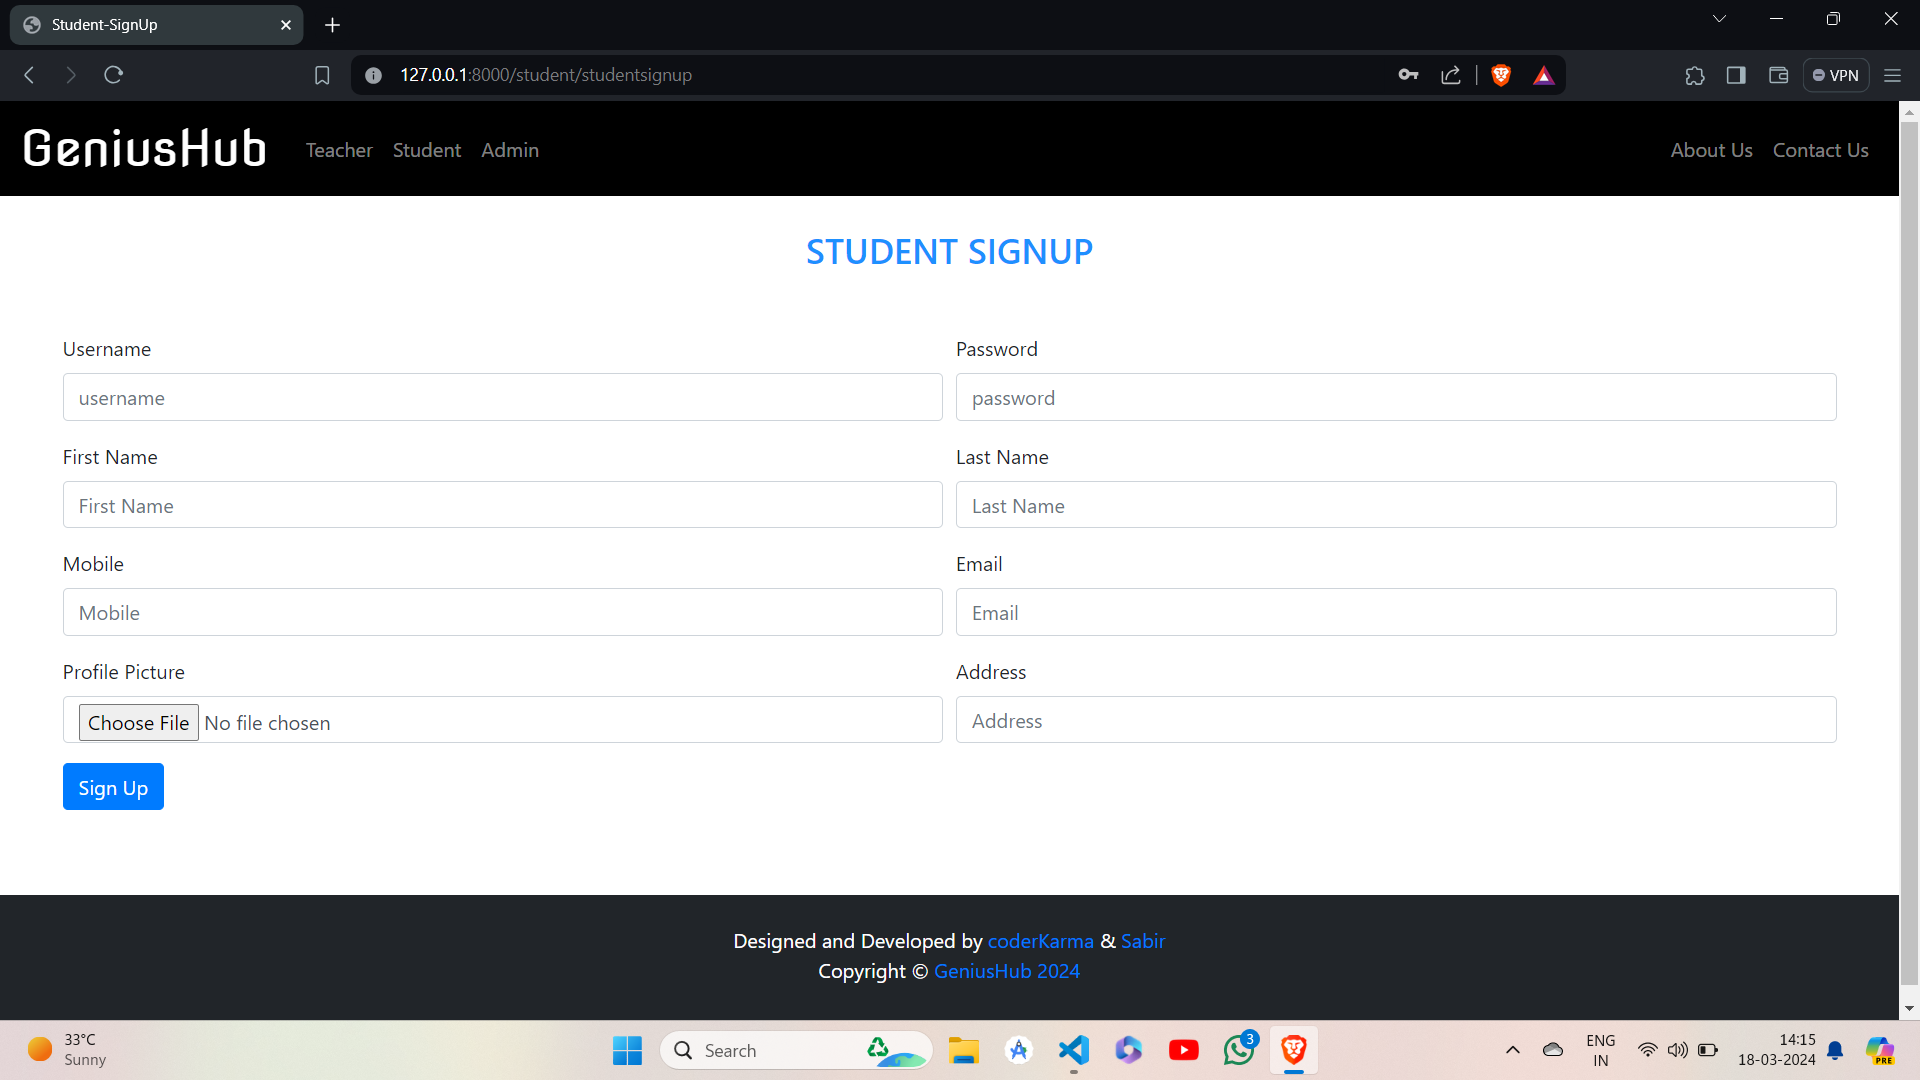 Student-SignUp
127.0.0.1:8000/student/studentsignup
VPN
GeniusHub Teacher Student Admin About Us Contact Us
STUDENT SIGNUP
Username Password
username password
First Name Last Name
First Name Last Name
Mobile Email
Mobile Email
Profile Picture Address
Choose File No file chosen Address
Sign Up
Designed and Developed by coderKarma & Sabir
Copyright © GeniusHub 2024
33°C
Sunny
Search
3
ENG
IN
14:15
18-03-2024
PRE